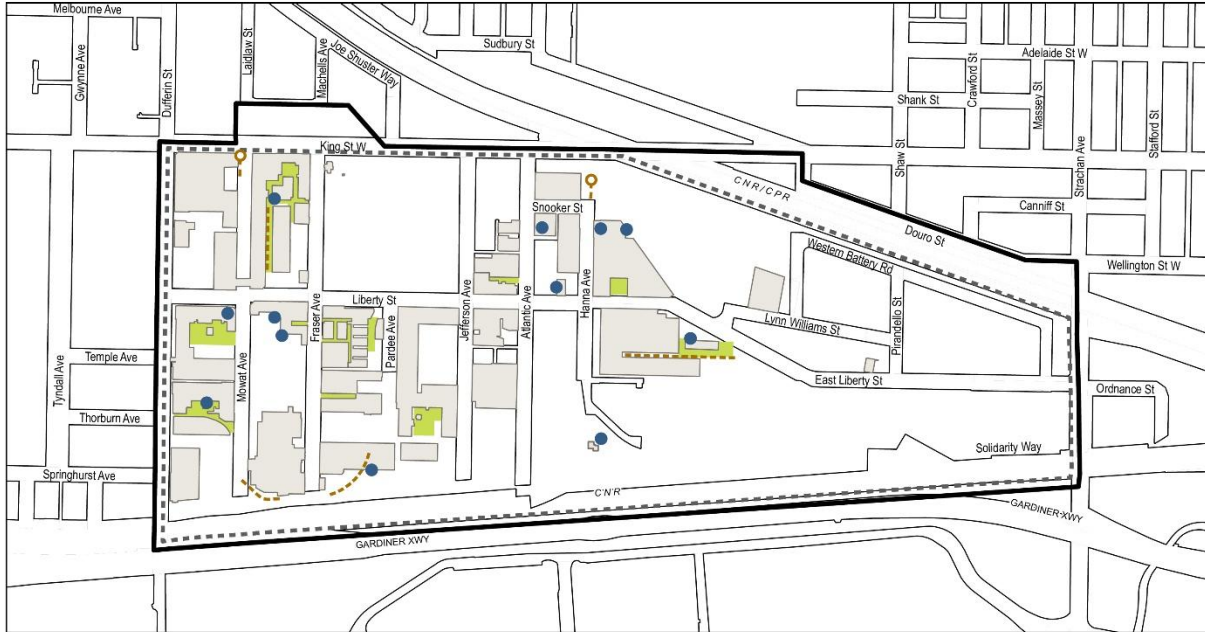 Melbourne Ave
Gwynne Ave
Dufferin St
Laidlaw St
Machells Ave
Joe Shuster Way
Sudbury St
Adelaide St W
Shank St
Crawford St
Massey St
Stafford St
Shaw St
Strachan Ave
King St W
CNR/CPR
Canniff St
Snooker St
Douro St
Western Battery Rd
Wellington St W
Liberty St
Fraser Ave
Pardee Ave
Jefferson Ave
Atlantic Ave
Hanna Ave
Lynn Williams St
Pirandello St
Temple Ave
Tyndall Ave
Mowat Ave
East Liberty St
Ordnance St
Thorburn Ave
Solidarity Way
Springhurst Ave
CNR
GARDINER XWY
GARDINER XWY